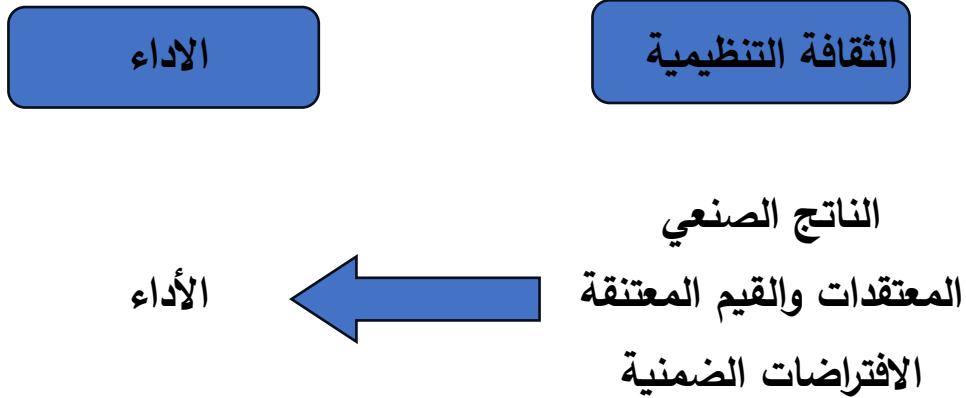 الثقافة التنظيمية
الاداء
الناتج الصنعي
المعتقدات والقيم المعتنقة
الأداء
الافتراضات الضمنية